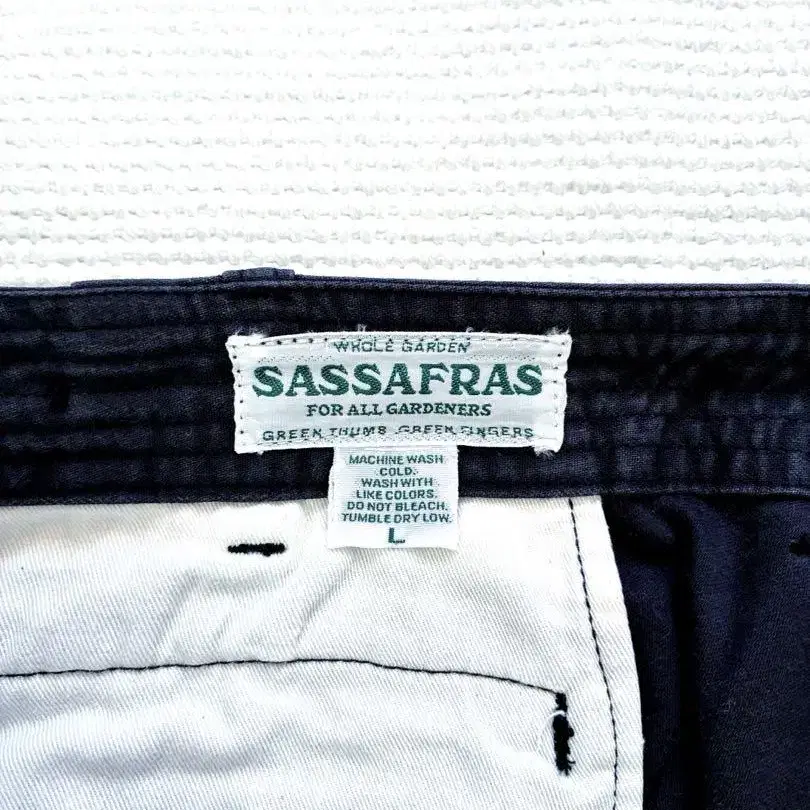 WHOLE GARDEN
SASSAFRAS
FOR ALL GARDENERS
GREEN THUMB GREEN FINGERS
MACHINE WASH
COLD.
WASH WITH
LIKE COLORS.
DO NOT BLEACH.
TUMBLE DRY LOW.
L